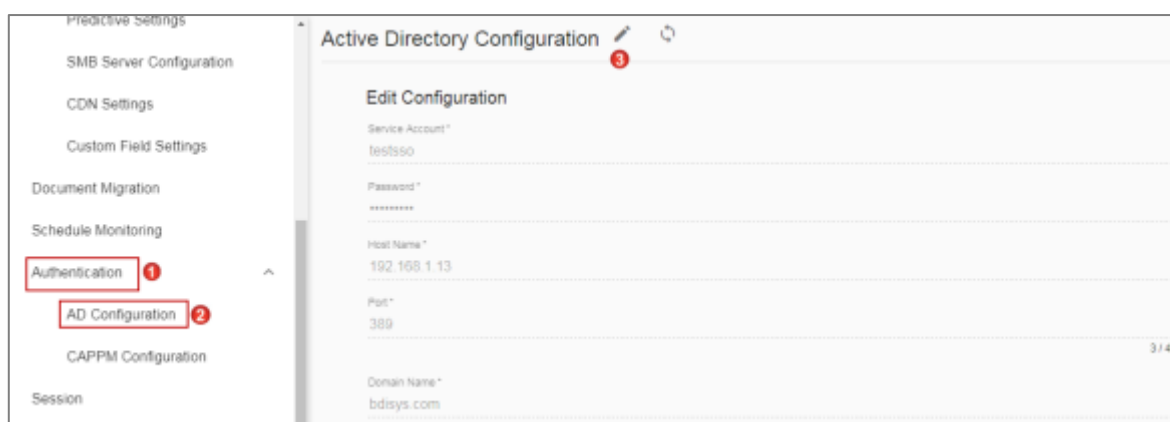 Predictive Settings
SMB Server Configuration
CDN Settings
Custom Field Settings
Document Migration
Schedule Monitoring
Authentication 1
AD Configuration 2
CAPPM Configuration
Session
Active Directory Configuration
3
Edit Configuration
Service Account*
testsso
Password*
•••••••••
Host Name*
192.168.1.13
Port*
389
3 / 4
Domain Name*
bdisys.com